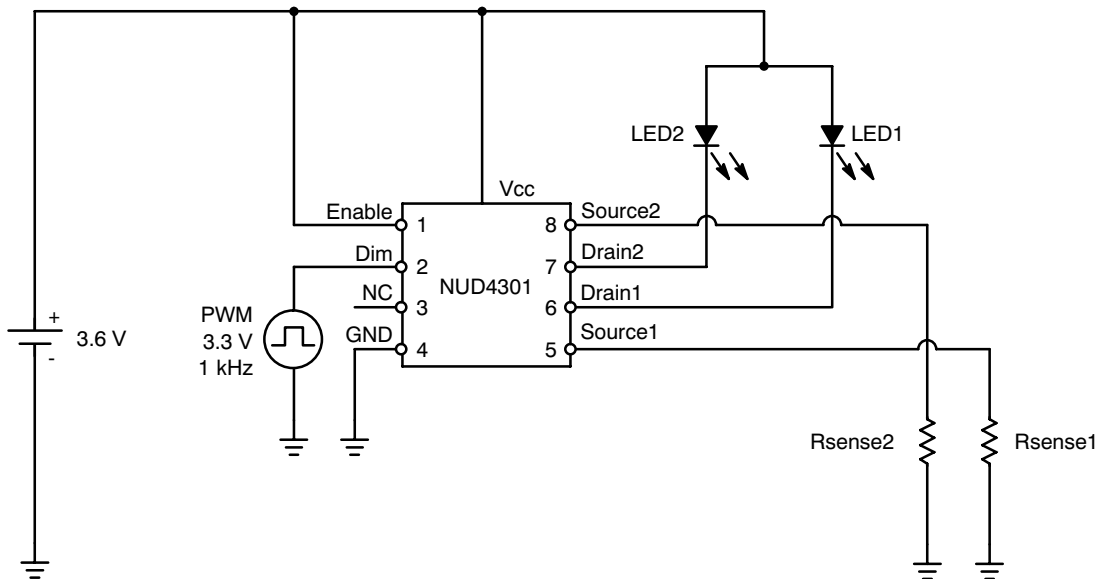 LED2
LED1
Vcc
Enable
1
8
Source2
Dim
2
NUD4301
7
Drain2
NC
3
6
Drain1
GND
4
5
Source1
PWM
3.3 V
1 kHz
+
3.6 V
-
Rsense2
Rsense1